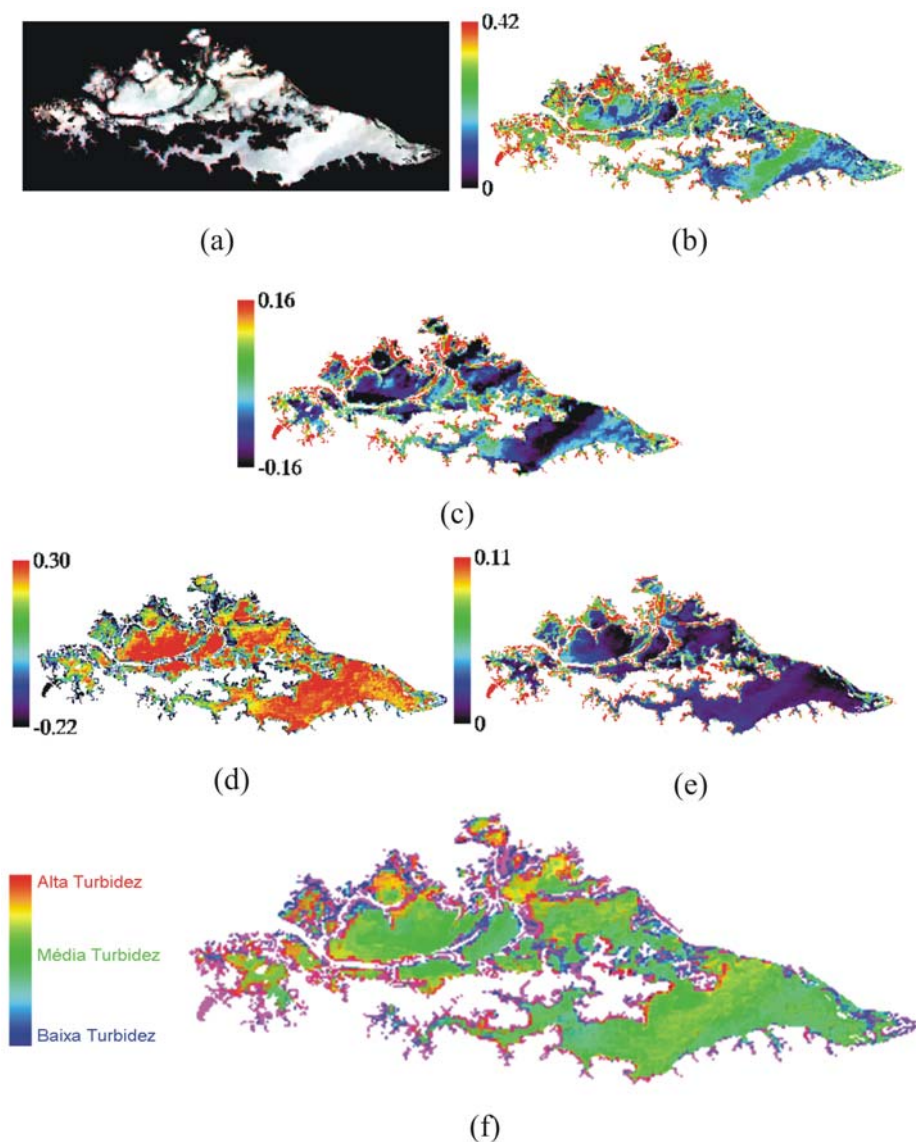 0.42
0
(a)
(b)
0.16
-0.16
(c)
0.30
-0.22
0.11
0
(d)
(e)
Alta Turbidez
Média Turbidez
Baixa Turbidez
(f)